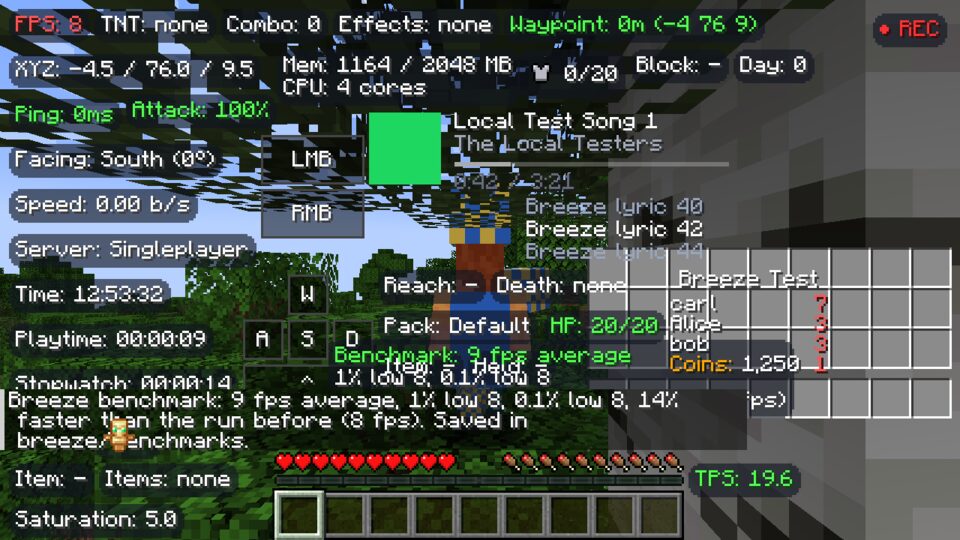 FPS: 8 TNT: none Combo: 0 Effects: none Waypoint: 0m (-4 76 9)
REC
XYZ: -4.5 / 76.0 / 9.5
Mem: 1164 / 2048 MB
CPU: 4 cores
0/20 Block: - Day: 0
Ping: 0ms Attack: 100%
Local Test Song 1
The Local Testers
0:42 / 3:21
Facing: South (0°)
LMB
RMB
Speed: 0.00 b/s
Breeze lyric 40
Breeze lyric 42
Breeze lyric 44
Server: Singleplayer
Time: 12:53:32
W
Reach: - Death: none
Breeze Test
carl 7
Alice 3
bob 3
Coins: 1,250 1
Playtime: 00:00:09
A S D
Pack: Default HP: 20/20
Benchmark: 9 fps average
1% low 8, 0.1% low 8
Item: - Held: -
Stopwatch: 00:00:14
Breeze benchmark: 9 fps average, 1% low 8, 0.1% low 8, 14%
faster than the run before (8 fps). Saved in
breeze/benchmarks.
fps)
Item: - Items: none
TPS: 19.6
Saturation: 5.0